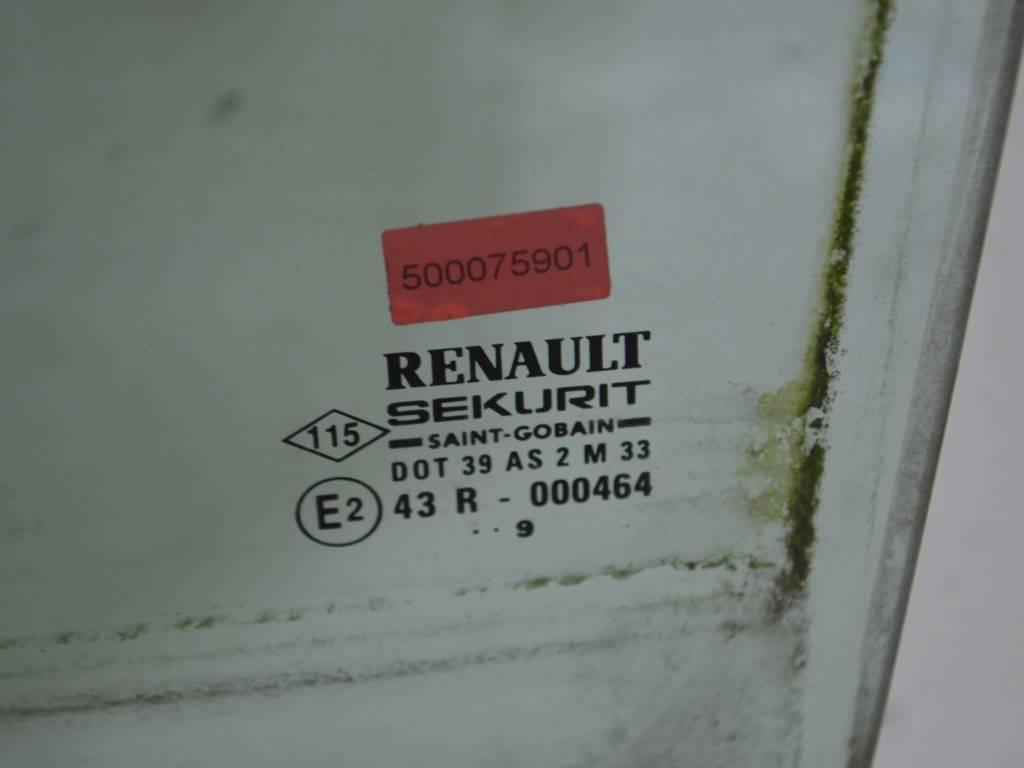 500075901
RENAULT
SEKURIT
115
SAINT-GOBAIN
DOT 39 AS 2 M 33
E2 43 R - 000464
. . 9